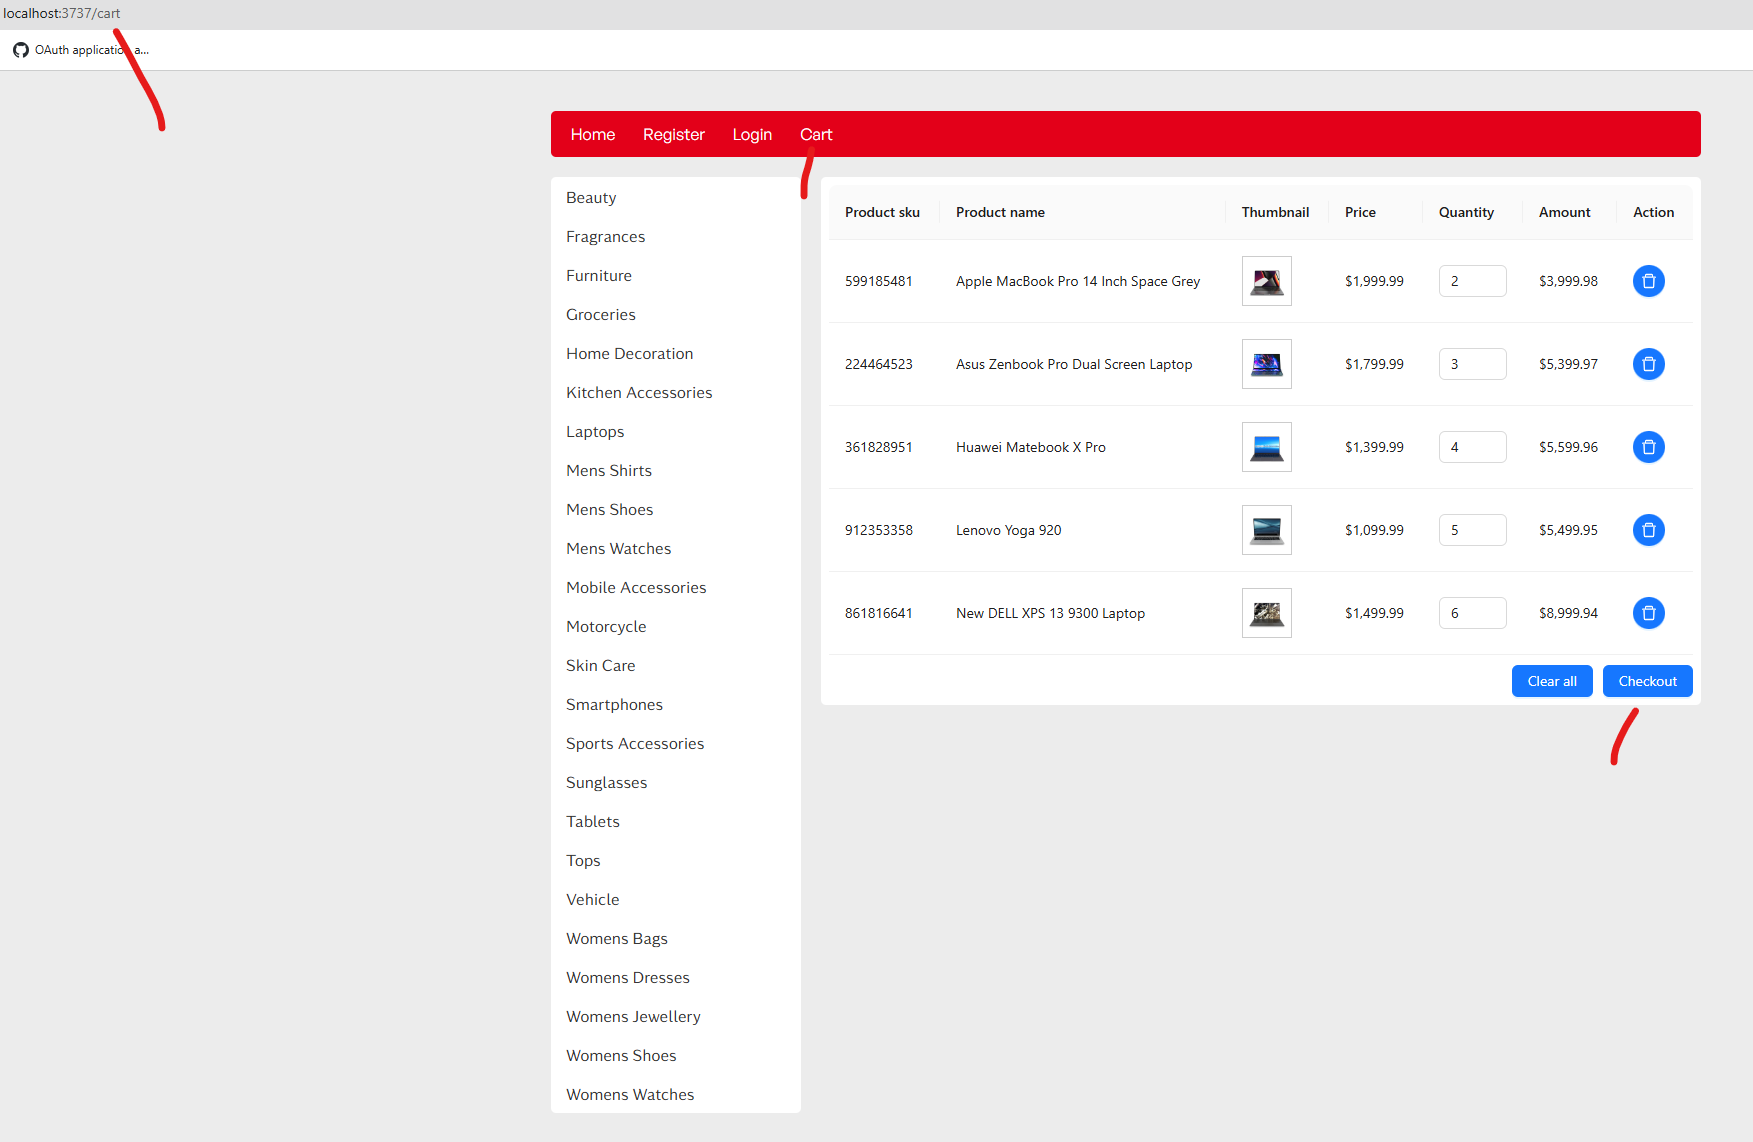 localhost:3737/cart
OAuth application a...
Home Register Login Cart
Beauty
Fragrances
Furniture
Groceries
Home Decoration
Kitchen Accessories
Laptops
Mens Shirts
Mens Shoes
Mens Watches
Mobile Accessories
Motorcycle
Skin Care
Smartphones
Sports Accessories
Sunglasses
Tablets
Tops
Vehicle
Womens Bags
Womens Dresses
Womens Jewellery
Womens Shoes
Womens Watches
Product sku Product name Thumbnail Price Quantity Amount Action
599185481 Apple MacBook Pro 14 Inch Space Grey $1,999.99 2 $3,999.98
224464523 Asus Zenbook Pro Dual Screen Laptop $1,799.99 3 $5,399.97
361828951 Huawei Matebook X Pro $1,399.99 4 $5,599.96
912353358 Lenovo Yoga 920 $1,099.99 5 $5,499.95
861816641 New DELL XPS 13 9300 Laptop $1,499.99 6 $8,999.94
Clear all Checkout